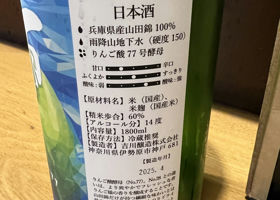 日本酒
◎兵庫県産山田錦100%
◎雨降山地下水（硬度150）
◎りんご酸77号酵母
甘口 辛口
ふくよか すっきり
酸味：弱 酸味：強
【原材料名】米（国産）、
米麹（国産米）
【精米歩合】60%
【アルコール分】14度
【内容量】1800ml
【保存方法】冷蔵推奨
【製造者】吉川醸造株式会社
神奈川県伊勢原市神戸681
【製造年月】
2025. 4